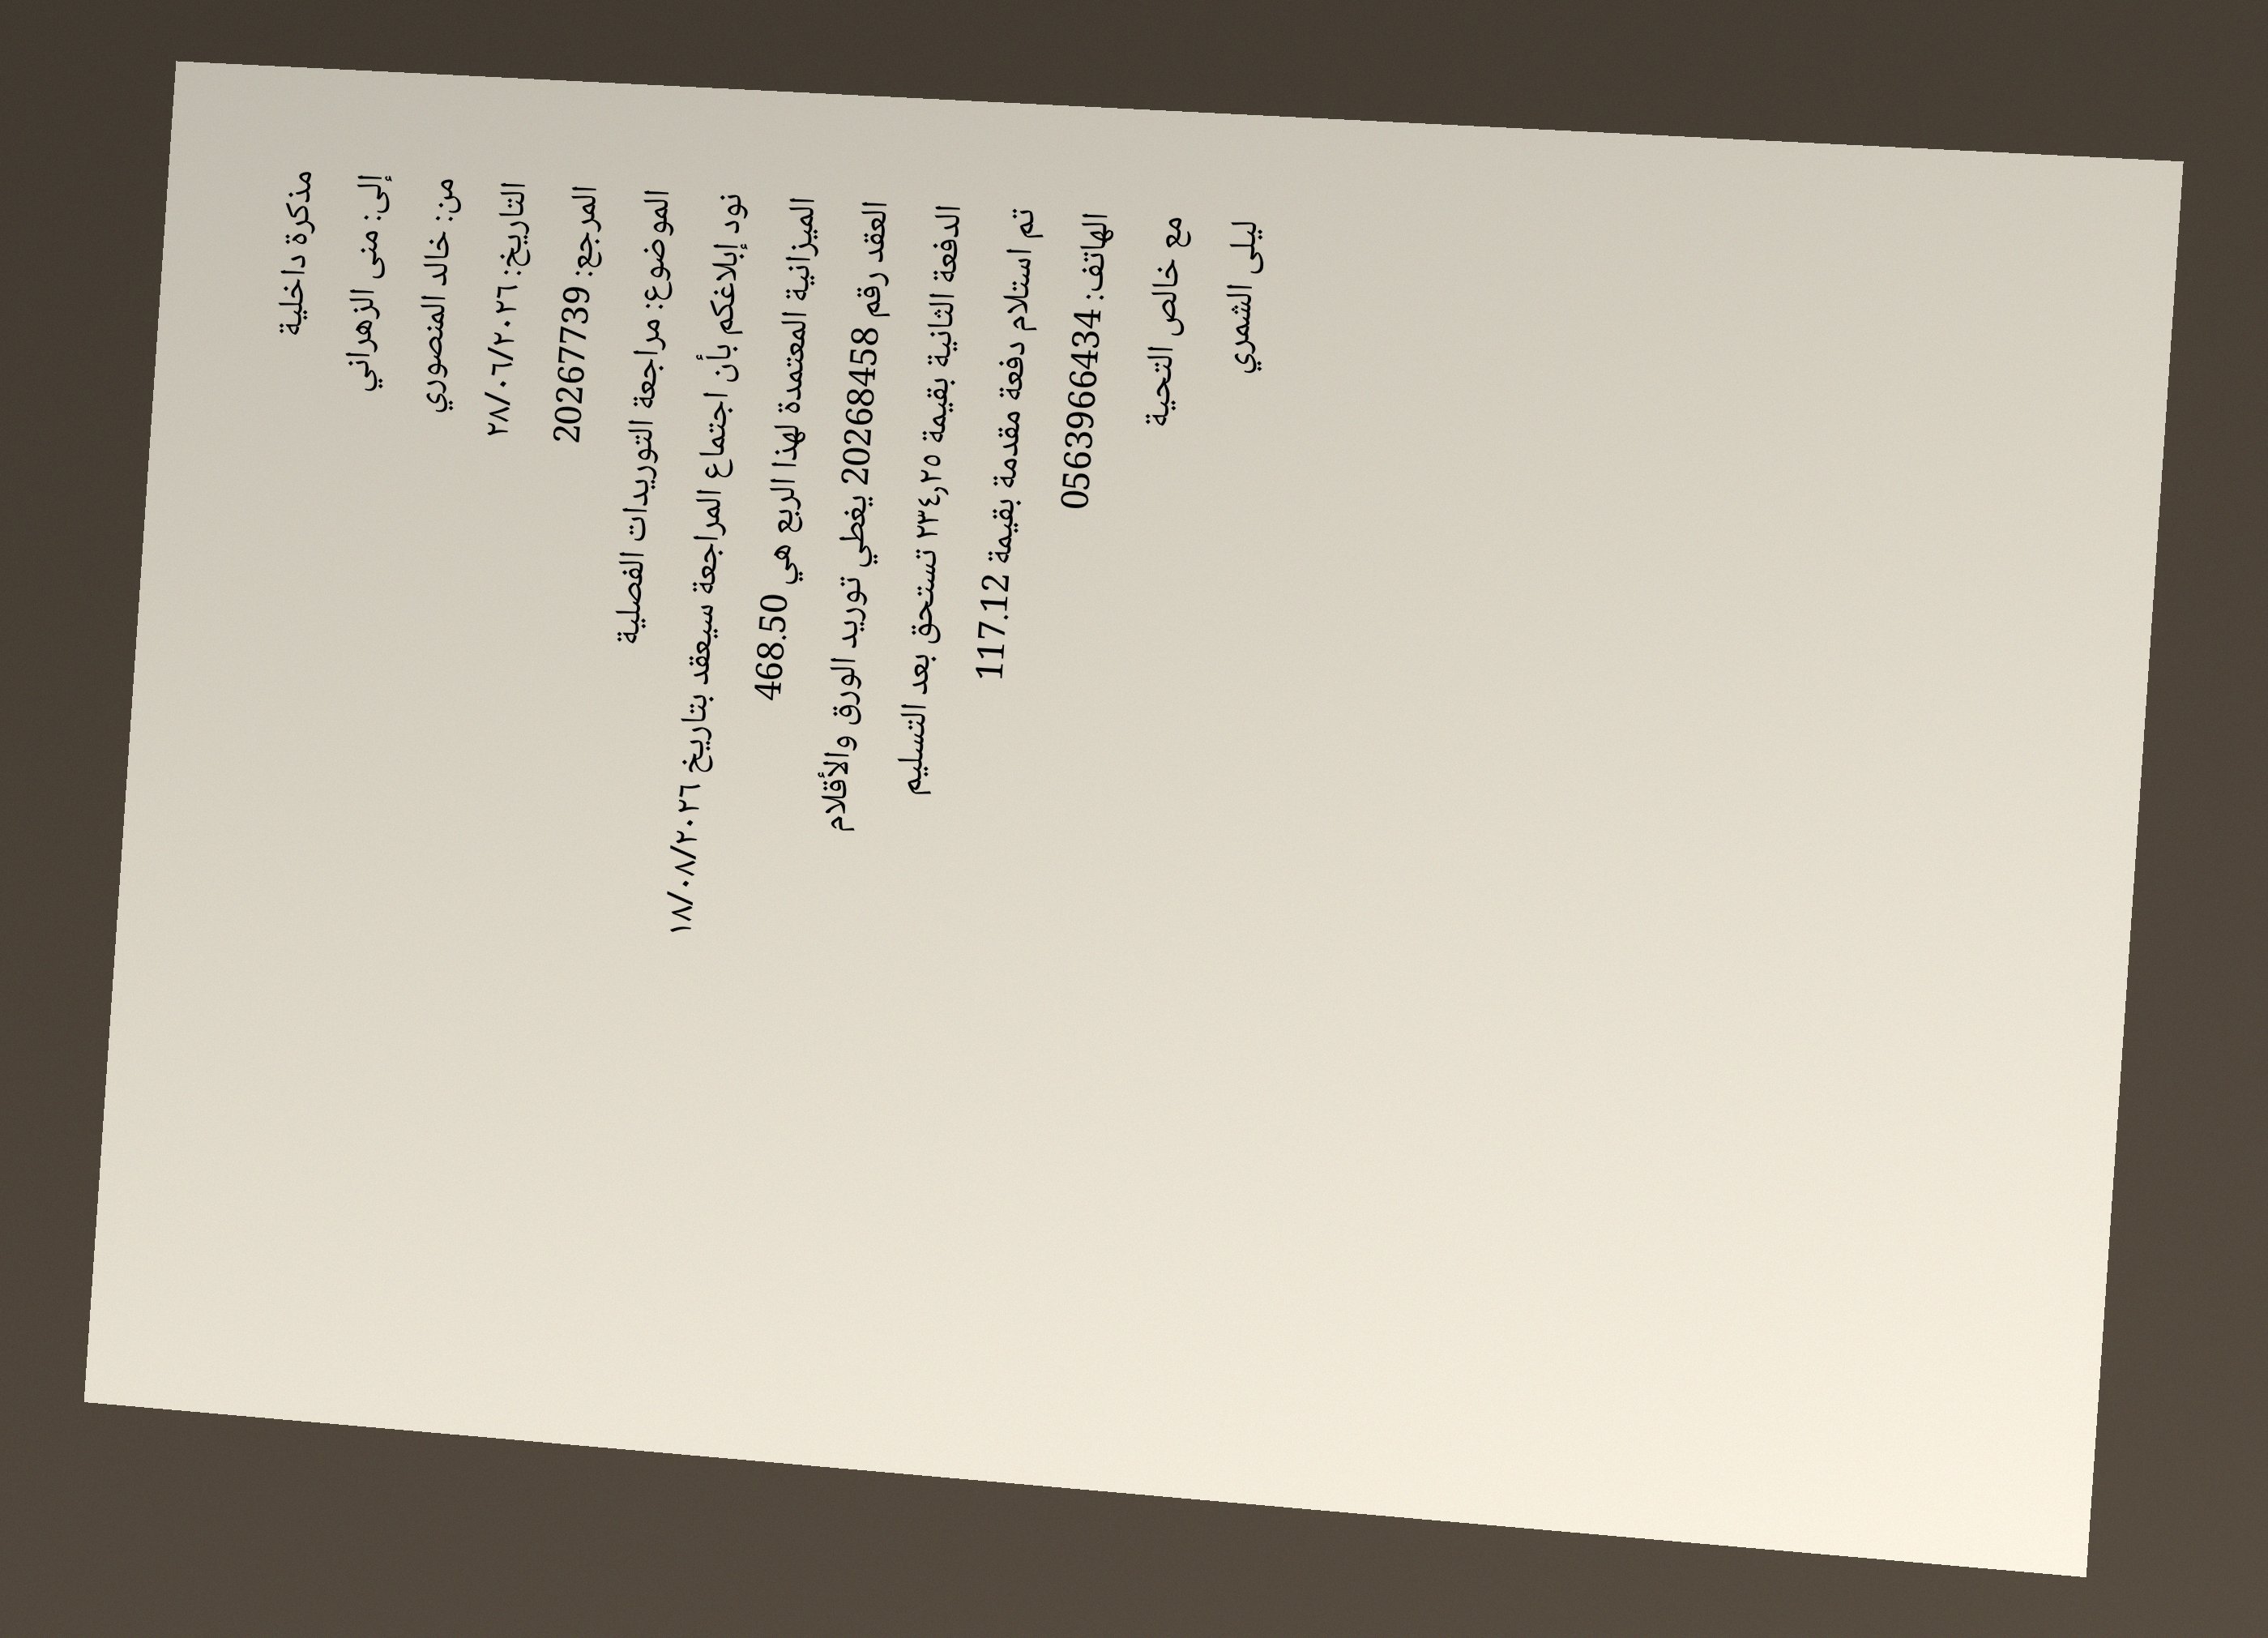 مذكرة داخلية
إلى: منى الزهراني
من: خالد المنصوري
التاريخ: ٢٨/٠٦/٢٠٢٦
المرجع: 20267739
الموضوع: مراجعة التوريدات الفصلية
نود إبلاغكم بأن اجتماع المراجعة سيعقد بتاريخ ١٨/٠٨/٢٠٢٦
الميزانية المعتمدة لهذا الربع هي 468.50
العقد رقم 20268458 يغطي توريد الورق والأقلام
الدفعة الثانية بقيمة ٢٣٤,٢٥ تستحق بعد التسليم
تم استلام دفعة مقدمة بقيمة 117.12
الهاتف: 0563966434
مع خالص التحية
ليلى الشمري